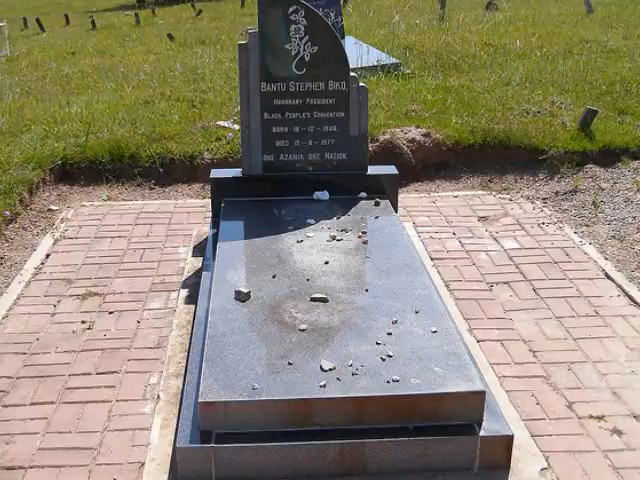 Bantu Stephen Biko,
Honorary President
Black People's Convention.
Born 18-12-1946.
Died 12-9-1977
One Azania One Nation